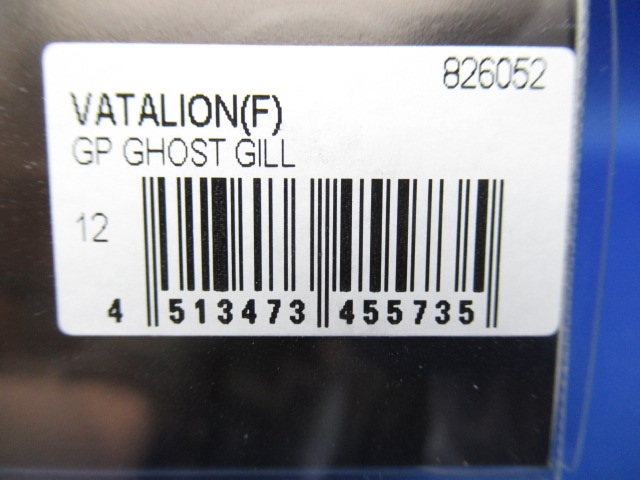 826052
VATALION(F)
GP GHOST GILL
12
4 513473 455735